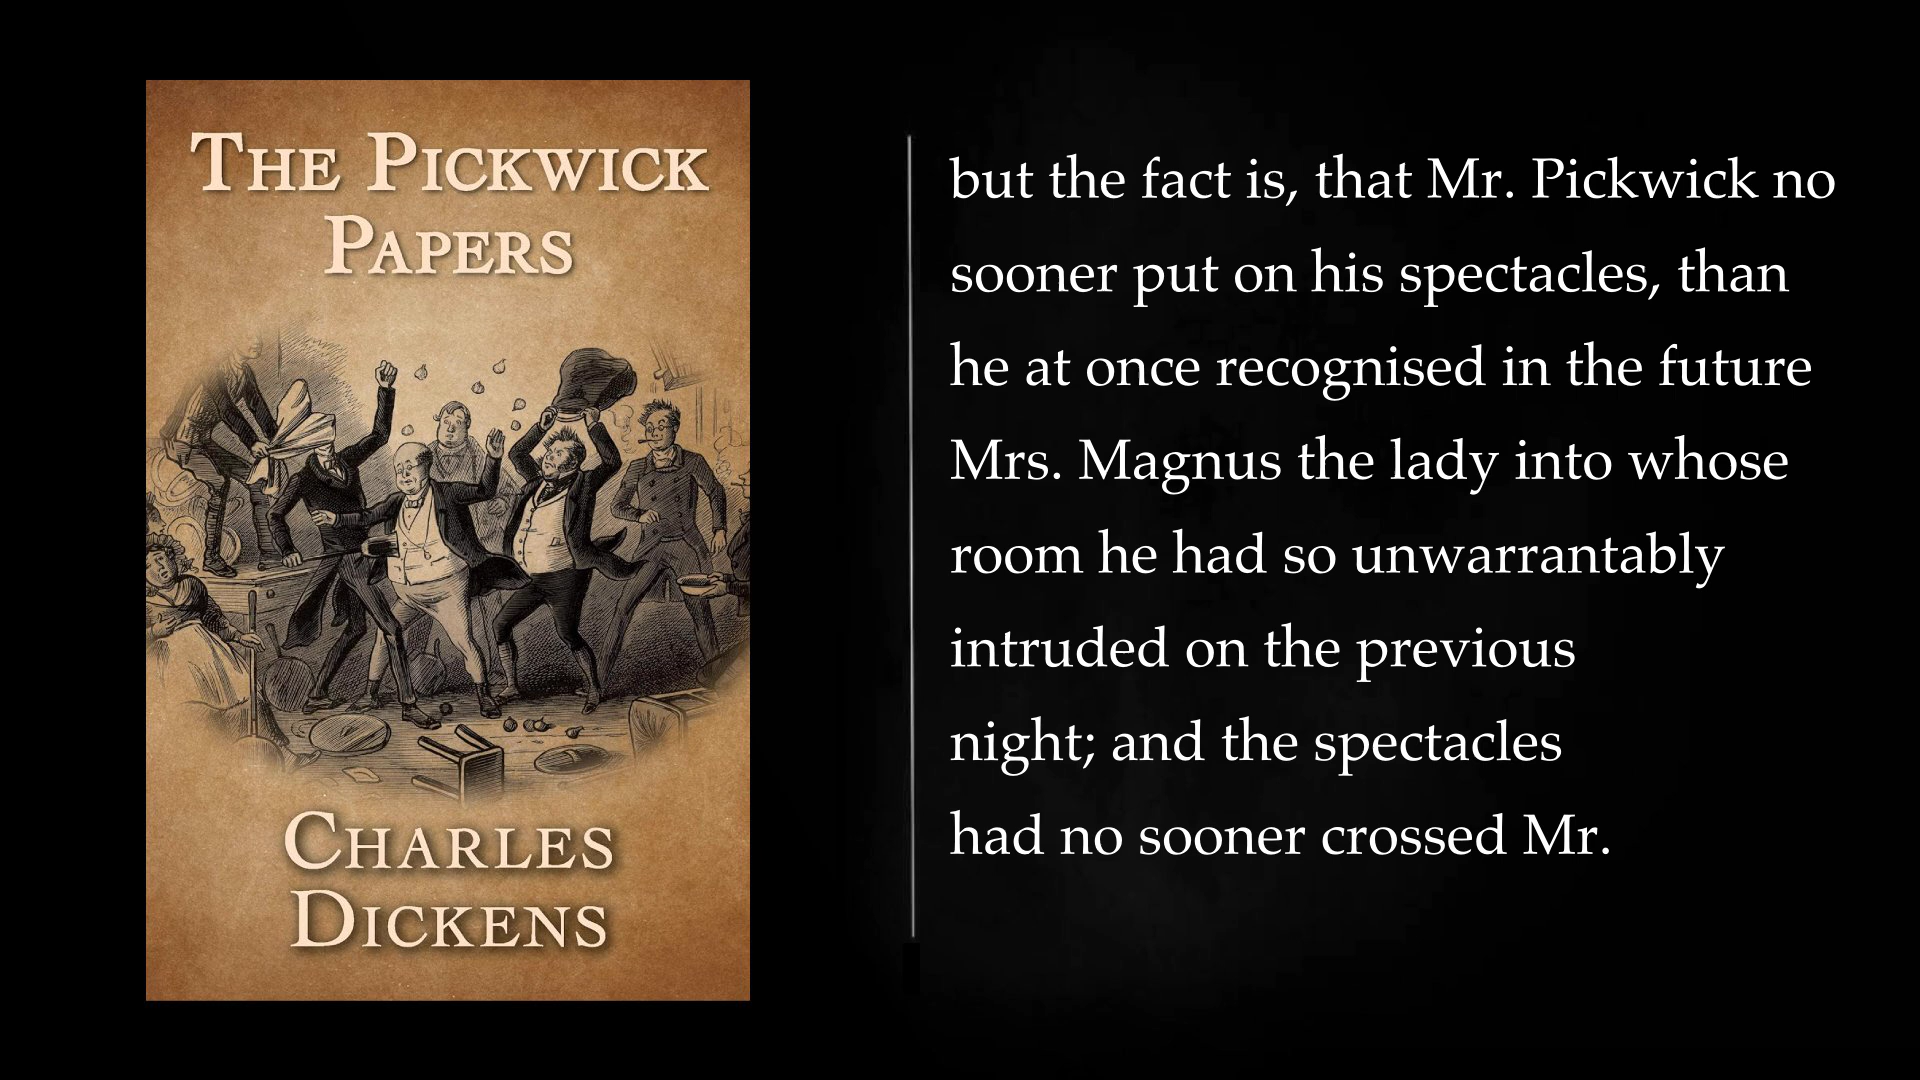 The Pickwick
Papers
Charles
Dickens
but the fact is, that Mr. Pickwick no
sooner put on his spectacles, than
he at once recognised in the future
Mrs. Magnus the lady into whose
room he had so unwarrantably
intruded on the previous
night; and the spectacles
had no sooner crossed Mr.